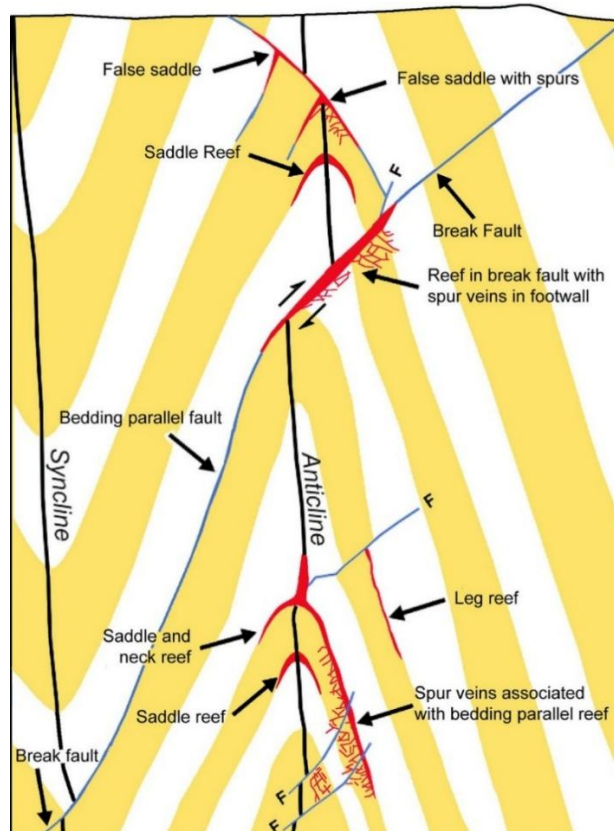 False saddle
False saddle with spurs
Saddle Reef
F
Break Fault
Reef in break fault with
spur veins in footwall
Bedding parallel fault
Syncline
Anticline
F
Leg reef
Saddle and
neck reef
Saddle reef
Spur veins associated
with bedding parallel reef
Break fault
F
F